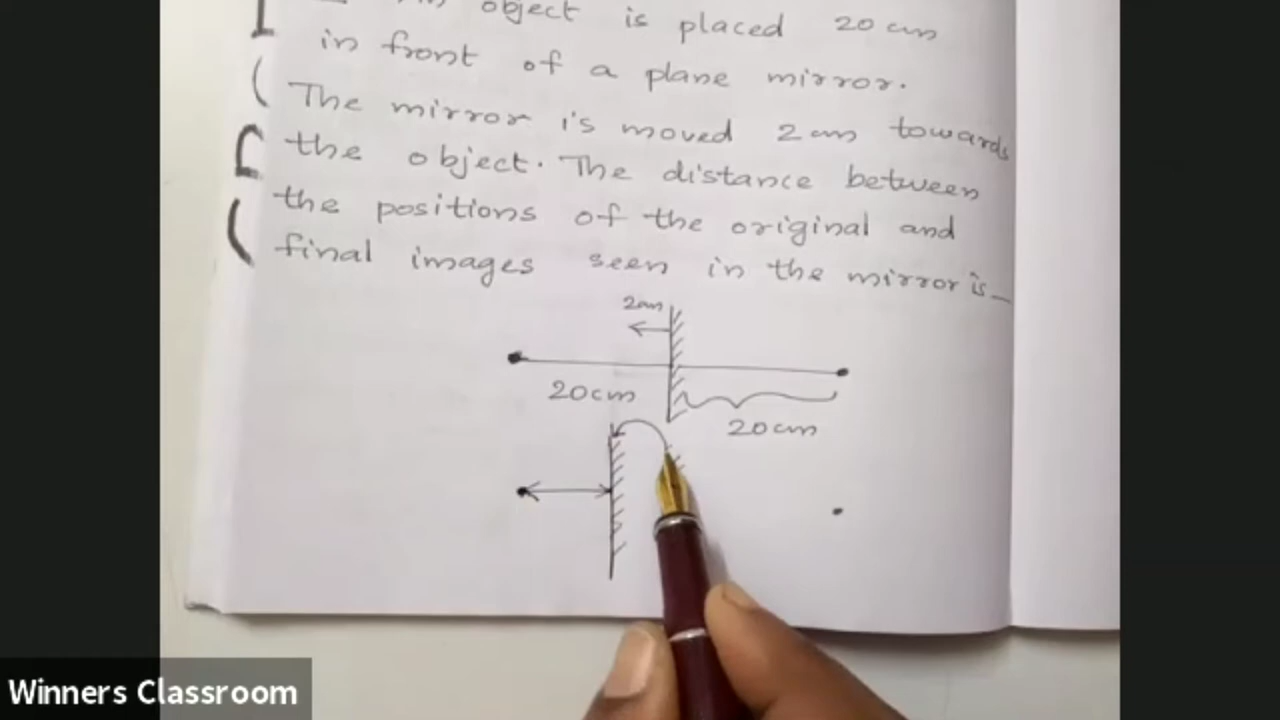 object is placed 20 cm
in front of a plane mirror.
The mirror is moved 2 cm towards
the object. The distance between
the positions of the original and
final images seen in the mirror is
2cm
20cm
20cm
Winners Classroom